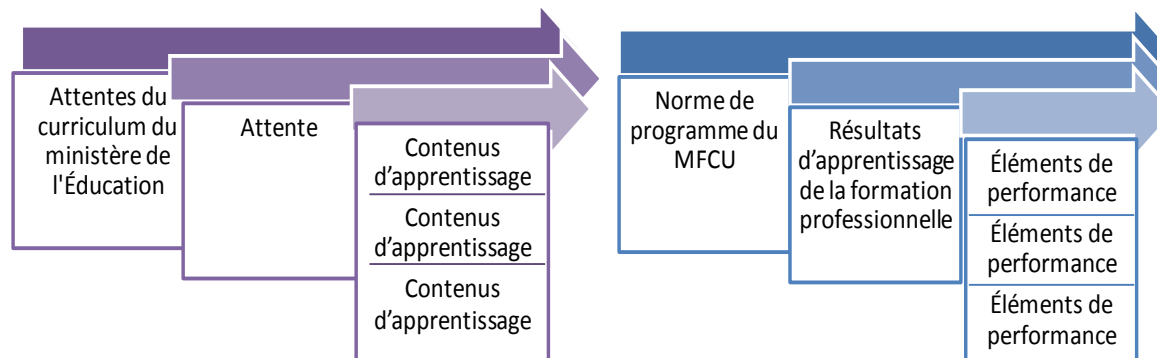 Attentes du
curriculum du
ministère de
l'Éducation
Attente
Contenus
d'apprentissage
Contenus
d'apprentissage
Contenus
d'apprentissage
Norme de
programme du
MFCU
Résultats
d'apprentissage
de la formation
professionnelle
Éléments de
performance
Éléments de
performance
Éléments de
performance